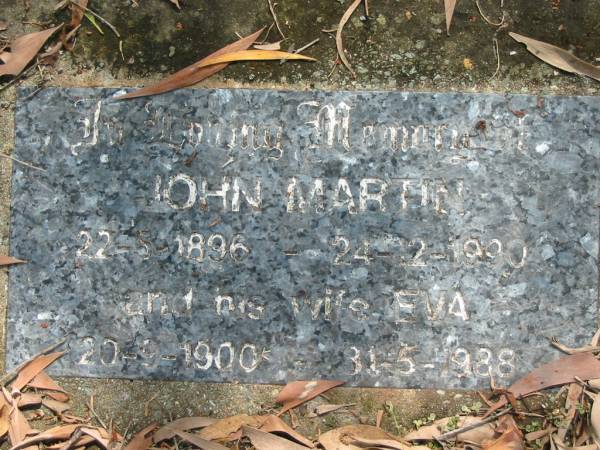 In Loving Memory of
JOHN MARTIN
22-5-1896 - 24-12-1990
and his wife EVA
20-9-1900 - 31-5-1988